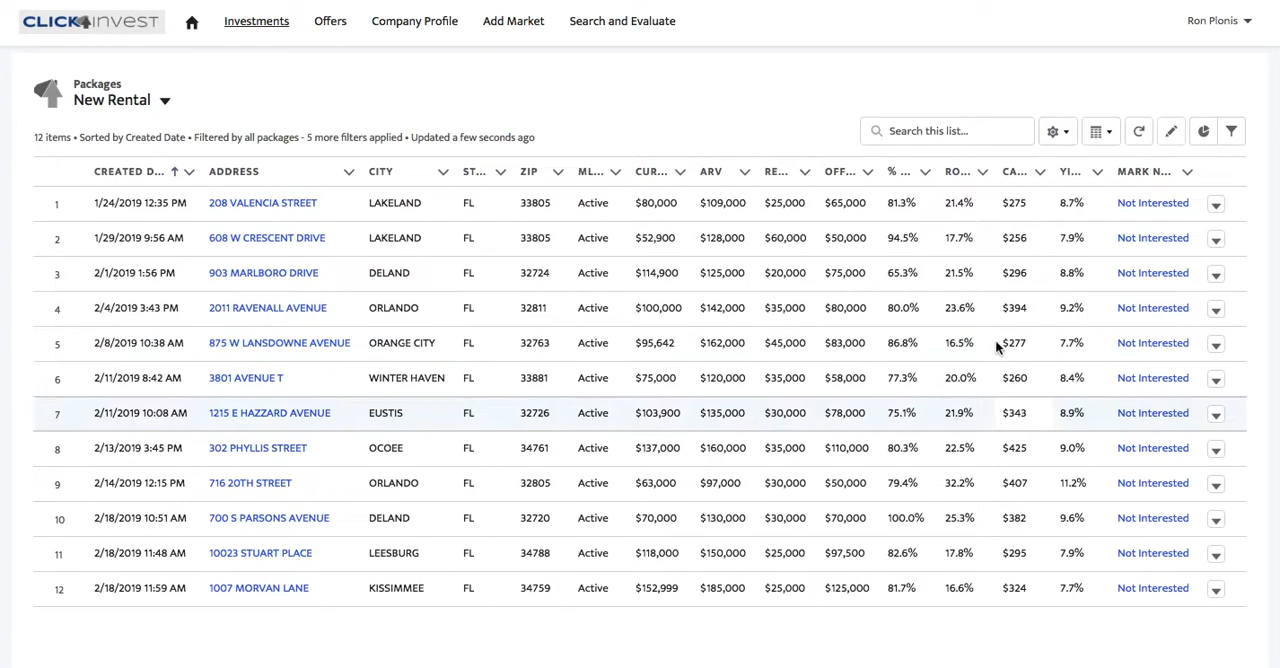 CLICK4INVEST Investments Offers Company Profile Add Market Search and Evaluate Ron Plonis
Packages
New Rental
12 items • Sorted by Created Date • Filtered by all packages - 5 more filters applied • Updated a few seconds ago Search this list...
CREATED D... ADDRESS CITY ST... ZIP ML... CUR... ARV RE... OFF... % ... RO... CA... YI... MARK N...
1 1/24/2019 12:35 PM 208 VALENCIA STREET LAKELAND FL 33805 Active $80,000 $109,000 $25,000 $65,000 81.3% 21.4% $275 8.7% Not Interested
2 1/29/2019 9:56 AM 608 W CRESCENT DRIVE LAKELAND FL 33805 Active $52,900 $128,000 $60,000 $50,000 94.5% 17.7% $256 7.9% Not Interested
3 2/1/2019 1:56 PM 903 MARLBORO DRIVE DELAND FL 32724 Active $114,900 $125,000 $20,000 $75,000 65.3% 21.5% $296 8.8% Not Interested
4 2/4/2019 3:43 PM 2011 RAVENALL AVENUE ORLANDO FL 32811 Active $100,000 $142,000 $35,000 $80,000 80.0% 23.6% $394 9.2% Not Interested
5 2/8/2019 10:38 AM 875 W LANSDOWNE AVENUE ORANGE CITY FL 32763 Active $95,642 $162,000 $45,000 $83,000 86.8% 16.5% $277 7.7% Not Interested
6 2/11/2019 8:42 AM 3801 AVENUE T WINTER HAVEN FL 33881 Active $75,000 $120,000 $35,000 $58,000 77.3% 20.0% $260 8.4% Not Interested
7 2/11/2019 10:08 AM 1215 E HAZZARD AVENUE EUSTIS FL 32726 Active $103,900 $135,000 $30,000 $78,000 75.1% 21.9% $343 8.9% Not Interested
8 2/13/2019 3:45 PM 302 PHYLLIS STREET OCOEE FL 34761 Active $137,000 $160,000 $35,000 $110,000 80.3% 22.5% $425 9.0% Not Interested
9 2/14/2019 12:15 PM 716 20TH STREET ORLANDO FL 32805 Active $63,000 $97,000 $30,000 $50,000 79.4% 32.2% $407 11.2% Not Interested
10 2/18/2019 10:51 AM 700 S PARSONS AVENUE DELAND FL 32720 Active $70,000 $130,000 $30,000 $70,000 100.0% 25.3% $382 9.6% Not Interested
11 2/18/2019 11:48 AM 10023 STUART PLACE LEESBURG FL 34788 Active $118,000 $150,000 $25,000 $97,500 82.6% 17.8% $295 7.9% Not Interested
12 2/18/2019 11:59 AM 1007 MORVAN LANE KISSIMMEE FL 34759 Active $152,999 $185,000 $25,000 $125,000 81.7% 16.6% $324 7.7% Not Interested